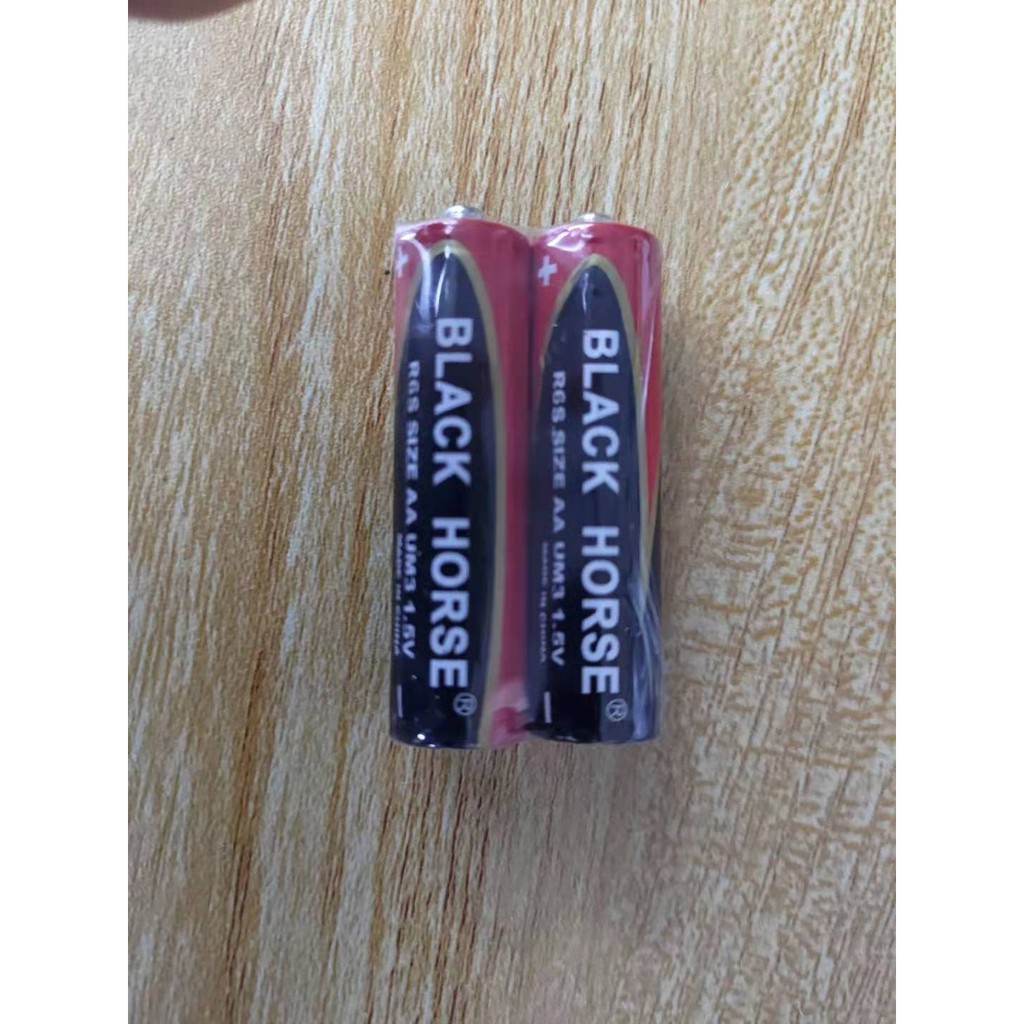 +
BLACK HORSE®
R6S SIZE AA UM3 1.5V
MADE IN CHINA
−
+
BLACK HORSE®
R6S SIZE AA UM3 1.5V
MADE IN CHINA
−